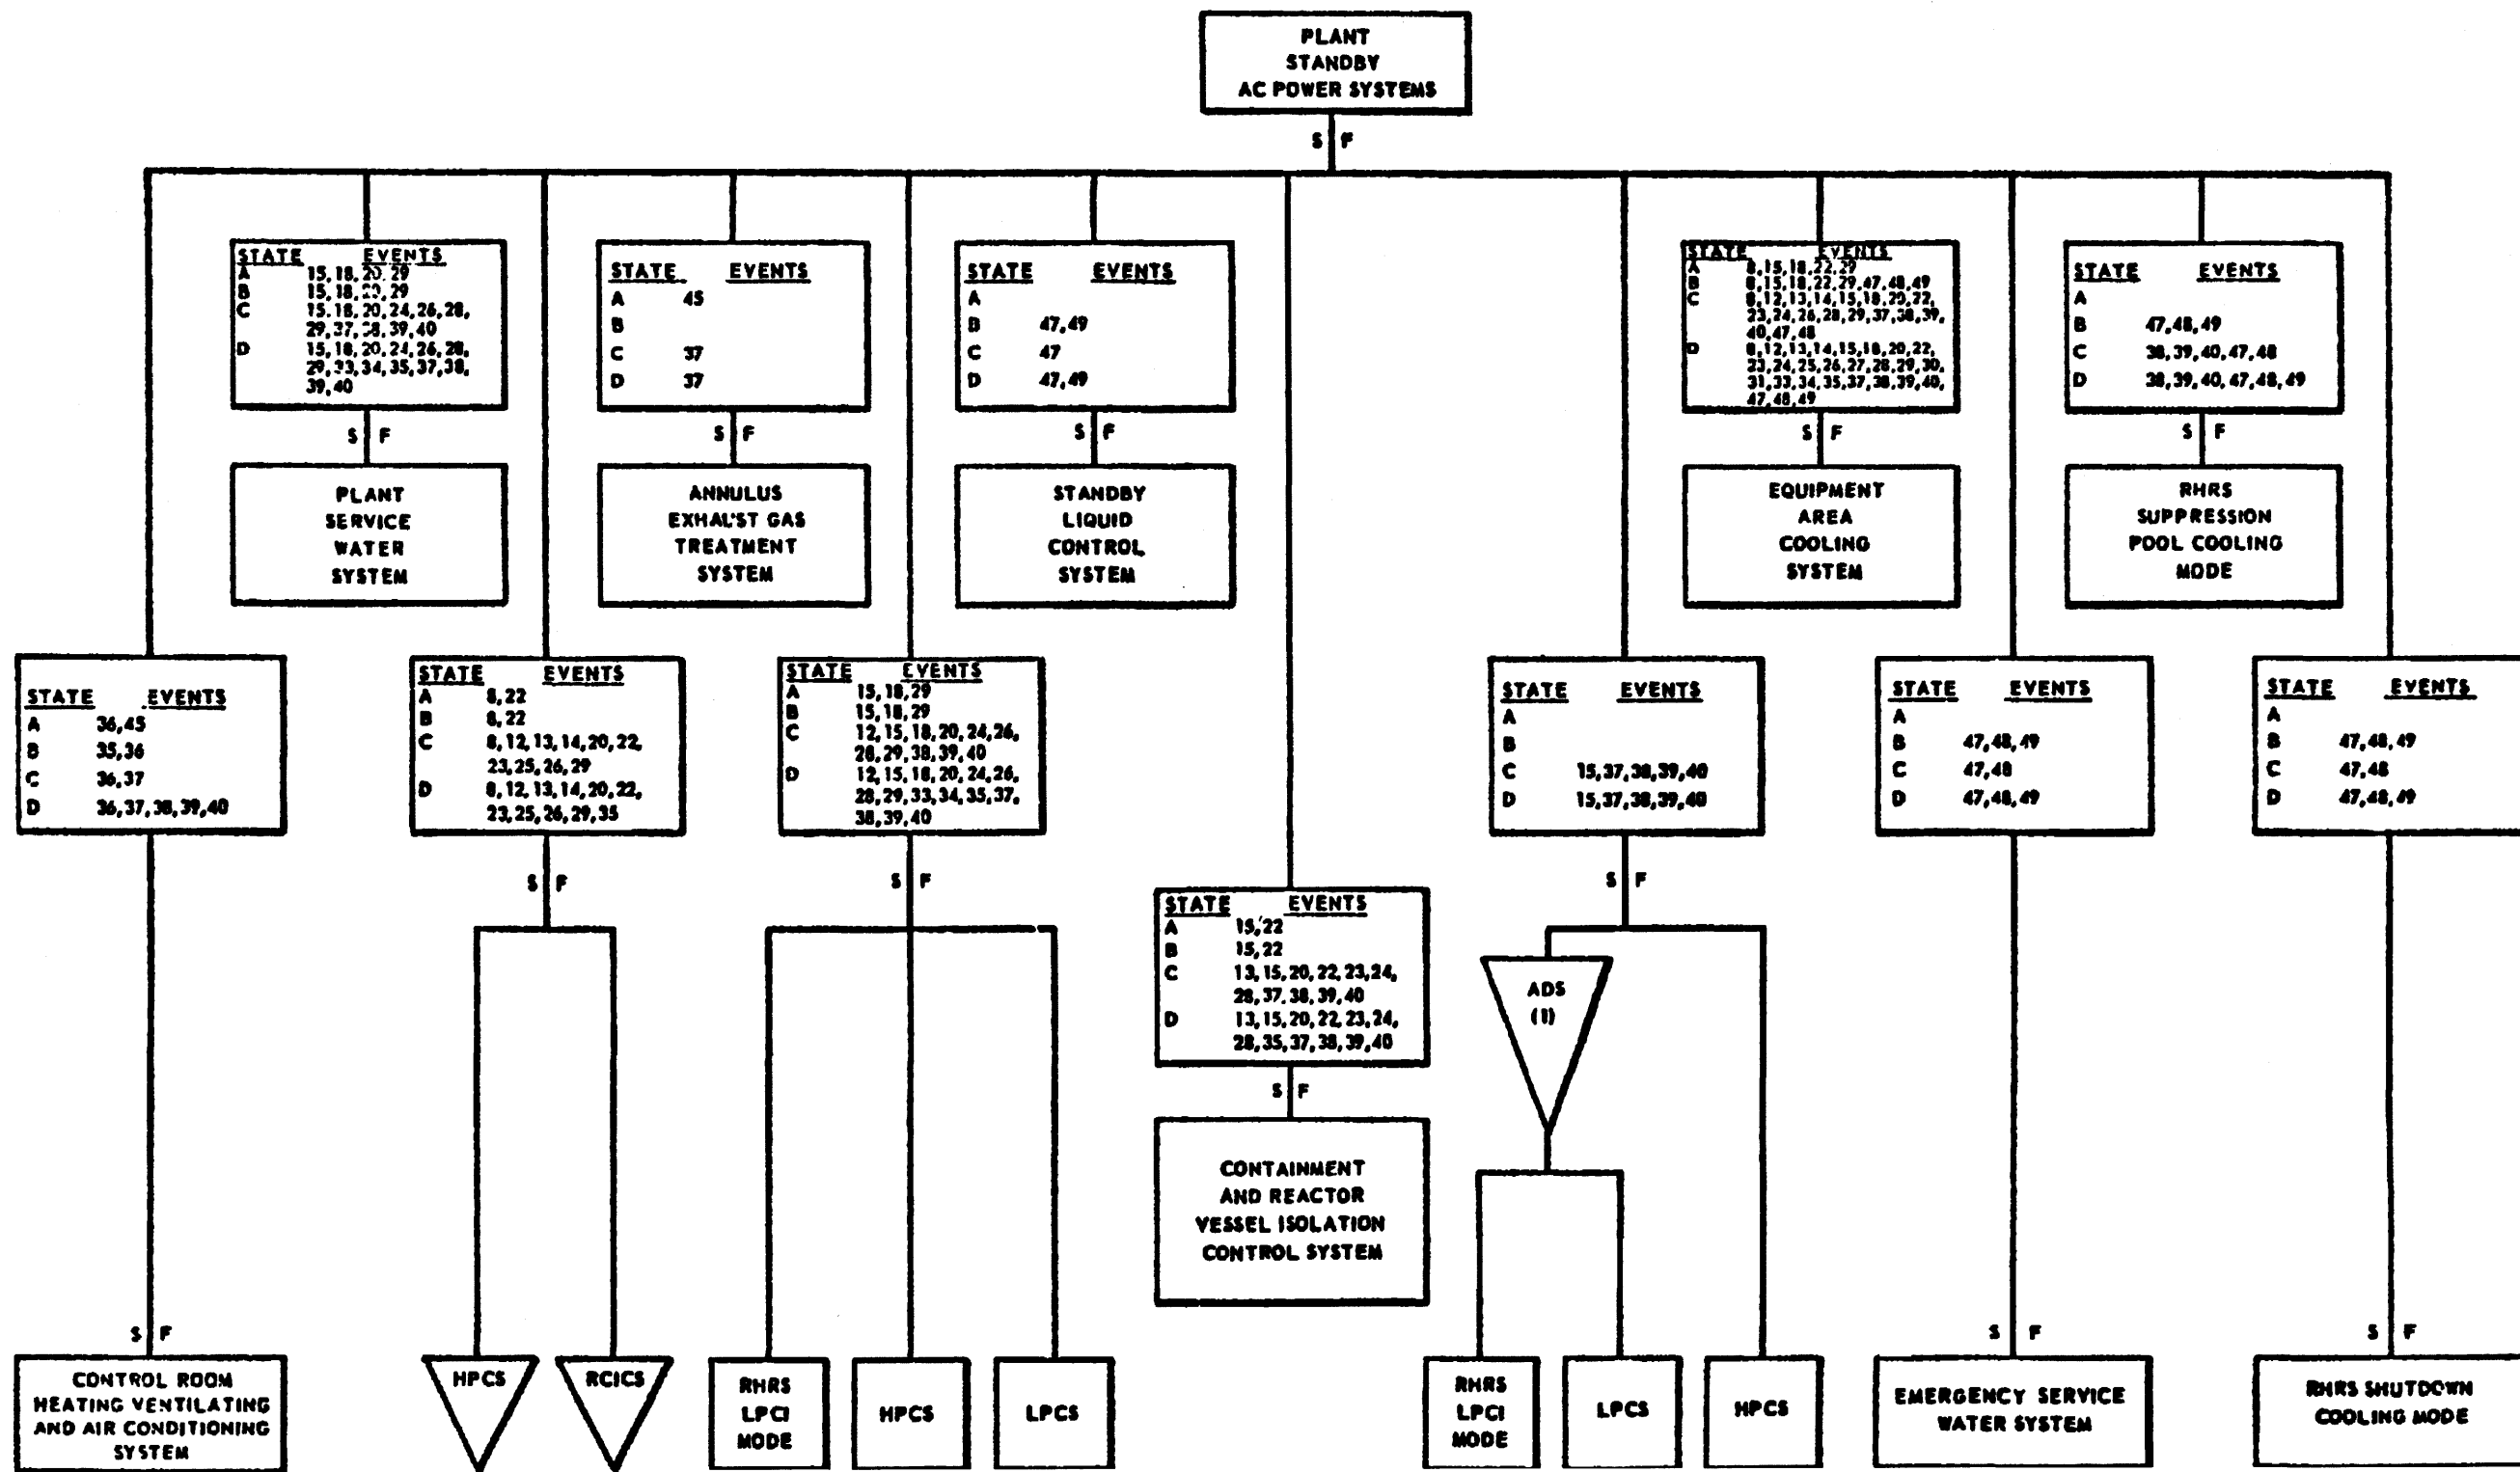 PLANT
STANDBY
AC POWER SYSTEMS
S F
STATE EVENTS
A 15,18,20,29
B 15,18,20,29
C 15,18,20,24,26,28,
29,37,38,39,40
D 15,18,20,24,26,28,
29,33,34,35,37,38,
39,40
S F
PLANT
SERVICE
WATER
SYSTEM
STATE EVENTS
A 45
B
C 37
D 37
S F
ANNULUS
EXHAUST GAS
TREATMENT
SYSTEM
STATE EVENTS
A
B 47,49
C 47
D 47,49
S F
STANDBY
LIQUID
CONTROL
SYSTEM
STATE EVENTS
A 8,15,18,22,29
B 8,15,18,22,29,47,48,49
C 8,12,13,14,15,18,20,22,
23,24,26,28,29,37,38,39,
40,47,48
D 8,12,13,14,15,18,20,22,
23,24,25,26,27,28,29,30,
31,33,34,35,37,38,39,40,
47,48,49
S F
EQUIPMENT
AREA
COOLING
SYSTEM
STATE EVENTS
A
B 47,48,49
C 38,39,40,47,48
D 38,39,40,47,48,49
S F
RHRS
SUPPRESSION
POOL COOLING
MODE
STATE EVENTS
A 36,45
B 35,36
C 36,37
D 36,37,38,39,40
S F
CONTROL ROOM
HEATING VENTILATING
AND AIR CONDITIONING
SYSTEM
STATE EVENTS
A 8,22
B 8,22
C 8,12,13,14,20,22,
23,25,26,29
D 8,12,13,14,20,22,
23,25,26,29,35
S F
HPCS
RCICS
STATE EVENTS
A 15,18,29
B 15,18,29
C 12,15,18,20,24,26,
28,29,38,39,40
D 12,15,18,20,24,26,
28,29,33,34,35,37,
38,39,40
S F
RHRS
LPCI
MODE
HPCS
LPCS
STATE EVENTS
A 15,22
B 15,22
C 13,15,20,22,23,24,
28,37,38,39,40
D 13,15,20,22,23,24,
28,35,37,38,39,40
S F
CONTAINMENT
AND REACTOR
VESSEL ISOLATION
CONTROL SYSTEM
STATE EVENTS
A
B
C 15,37,38,39,40
D 15,37,38,39,40
S F
ADS
(1)
RHRS
LPCI
MODE
LPCS
HPCS
STATE EVENTS
A
B 47,48,49
C 47,48
D 47,48,49
S F
EMERGENCY SERVICE
WATER SYSTEM
STATE EVENTS
A
B 47,48,49
C 47,48
D 47,48,49
S F
RHRS SHUTDOWN
COOLING MODE